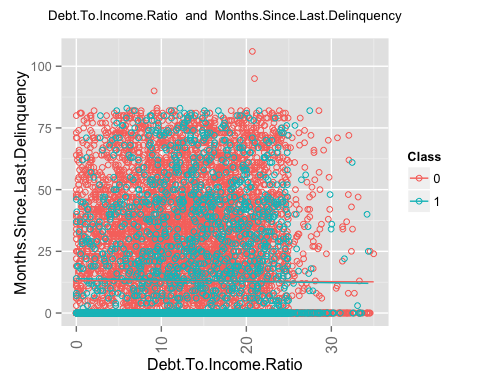 Debt.To.Income.Ratio and Months.Since.Last.Delinquency
Months.Since.Last.Delinquency
100
75
50
25
0
0
10
20
30
Debt.To.Income.Ratio
Class
0
1